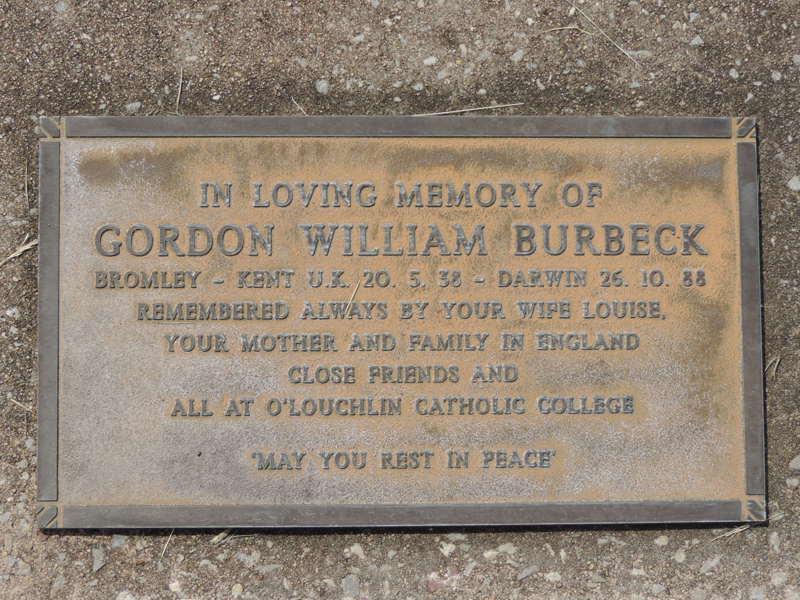 IN LOVING MEMORY OF
GORDON WILLIAM BURBECK
BROMLEY - KENT U.K. 20. 5. 38 - DARWIN 26. 10. 88
REMEMBERED ALWAYS BY YOUR WIFE LOUISE,
YOUR MOTHER AND FAMILY IN ENGLAND
CLOSE FRIENDS AND
ALL AT O'LOUCHLIN CATHOLIC COLLEGE
'MAY YOU REST IN PEACE'